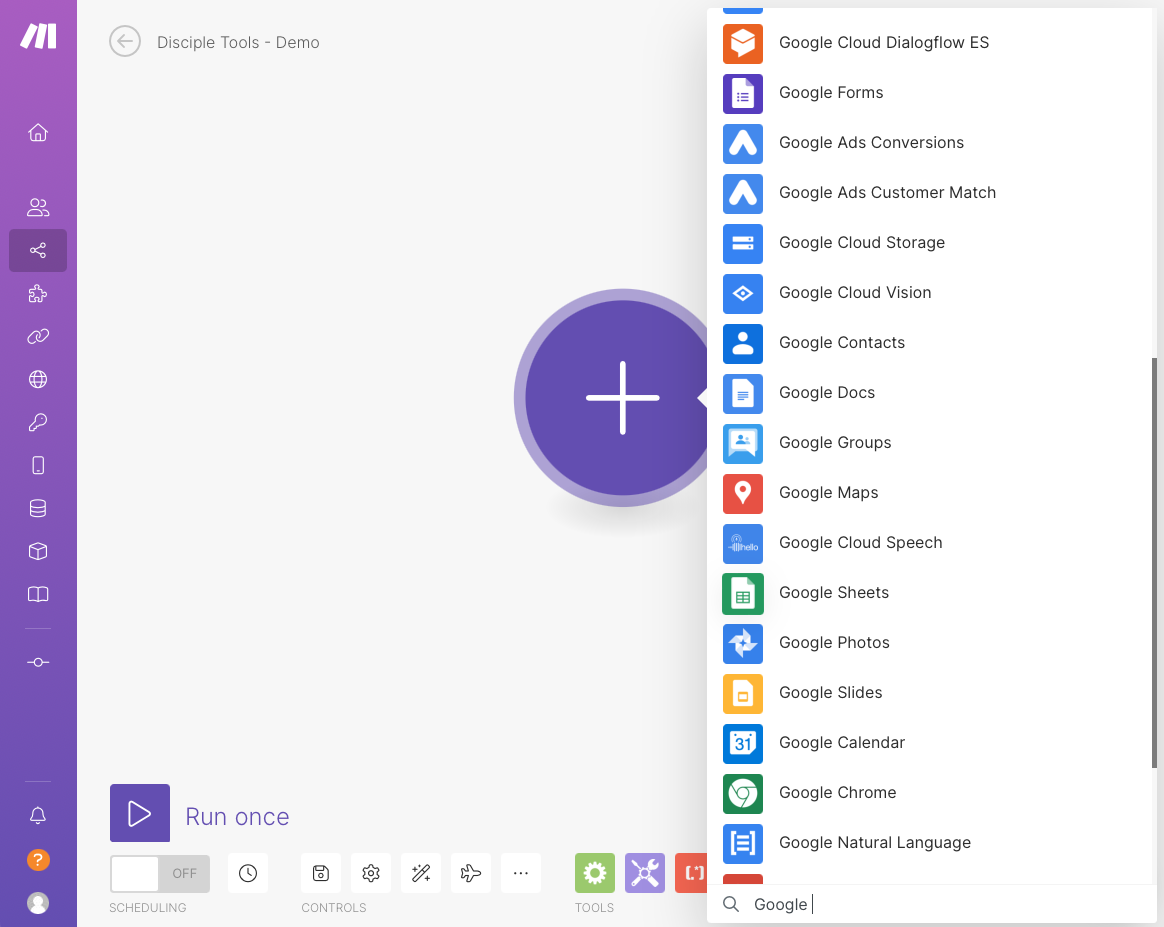 Disciple Tools - Demo
Google Cloud Dialogflow ES
Google Forms
Google Ads Conversions
Google Ads Customer Match
Google Cloud Storage
Google Cloud Vision
Google Contacts
Google Docs
Google Groups
Google Maps
hello
Google Cloud Speech
Google Sheets
Google Photos
Google Slides
31
Google Calendar
Google Chrome
Google Natural Language
Google
Run once
OFF
SCHEDULING
CONTROLS
TOOLS
[.*]
?